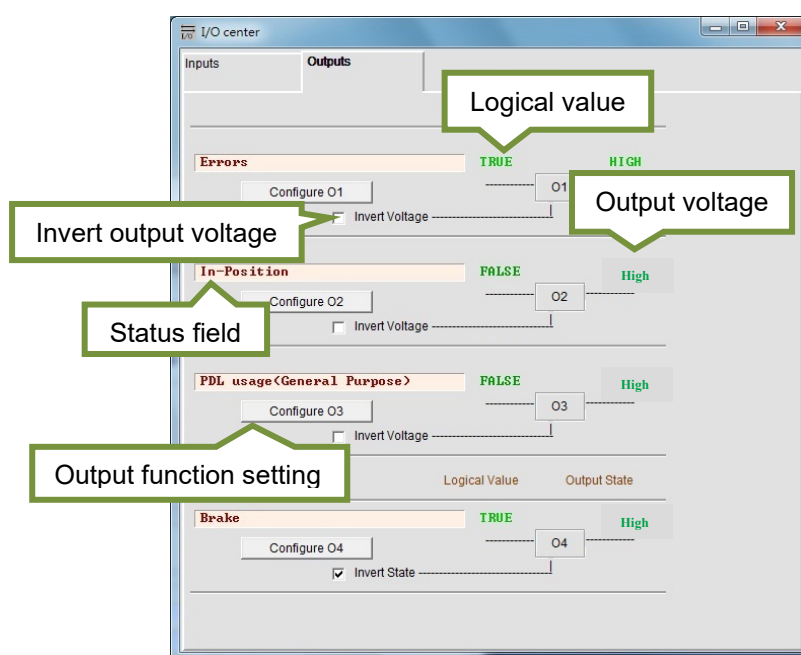 I/O center
Inputs Outputs
Logical value
Errors TRUE HIGH
Configure O1 O1
Output voltage
Invert Voltage
Invert output voltage
In-Position FALSE High
Configure O2 O2
Status field
Invert Voltage
PDL usage(General Purpose) FALSE High
Configure O3 O3
Invert Voltage
Output function setting
Logical Value Output State
Brake TRUE High
Configure O4 O4
Invert State